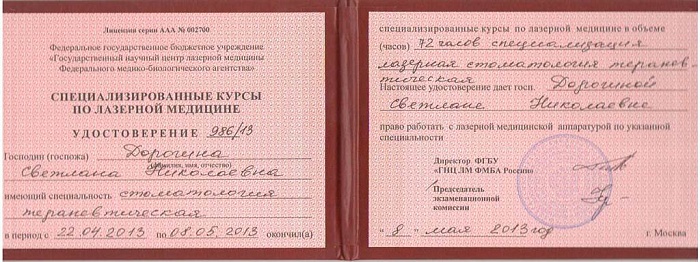 Лицензия серии ААА № 002700
Федеральное государственное бюджетное учреждение
«Государственный научный центр лазерной медицины
Федерального медико-биологического агентства»
СПЕЦИАЛИЗИРОВАННЫЕ КУРСЫ
ПО ЛАЗЕРНОЙ МЕДИЦИНЕ
УДОСТОВЕРЕНИЕ 986/13
Господин (госпожа) Дорогина
(фамилия, имя, отчество)
Светлана Николаевна
имеющий специальность стоматология
терапевтическая
в период с 22.04.2013 по 08.05.2013 окончил(а)
специализированные курсы по лазерной медицине в объеме
(часов) 72 часов специализация
лазерная стоматология терапев-
тическая
Настоящее удостоверение дает госп. Дорогиной
Светлане Николаевне
право работать с лазерной медицинской аппаратурой по указанной
специальности
Директор ФГБУ
«ГНЦ ЛМ ФМБА России»
Председатель
экзаменационной
комиссии
"8" мая 2013 год
г. Москва